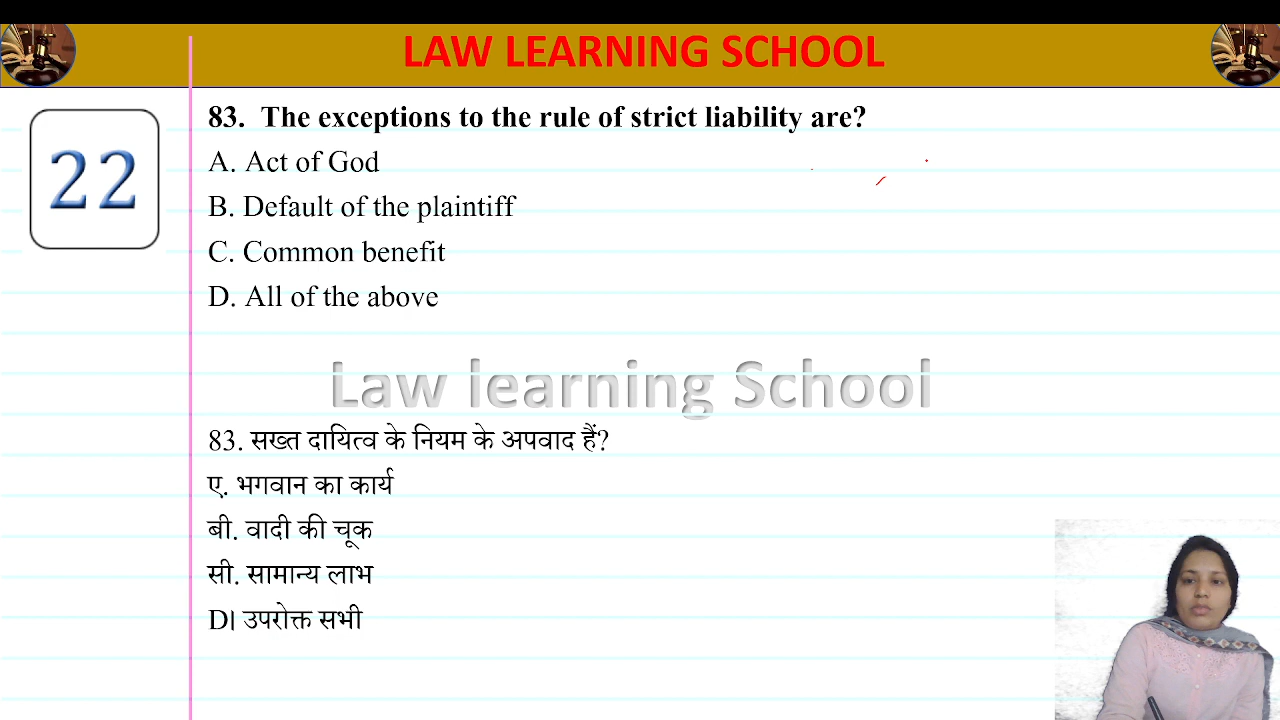 LAW LEARNING SCHOOL
22
83. The exceptions to the rule of strict liability are?
A. Act of God
B. Default of the plaintiff
C. Common benefit
D. All of the above
Law learning School
83. सख्त दायित्व के नियम के अपवाद हैं?
ए. भगवान का कार्य
बी. वादी की चूक
सी. सामान्य लाभ
D। उपरोक्त सभी